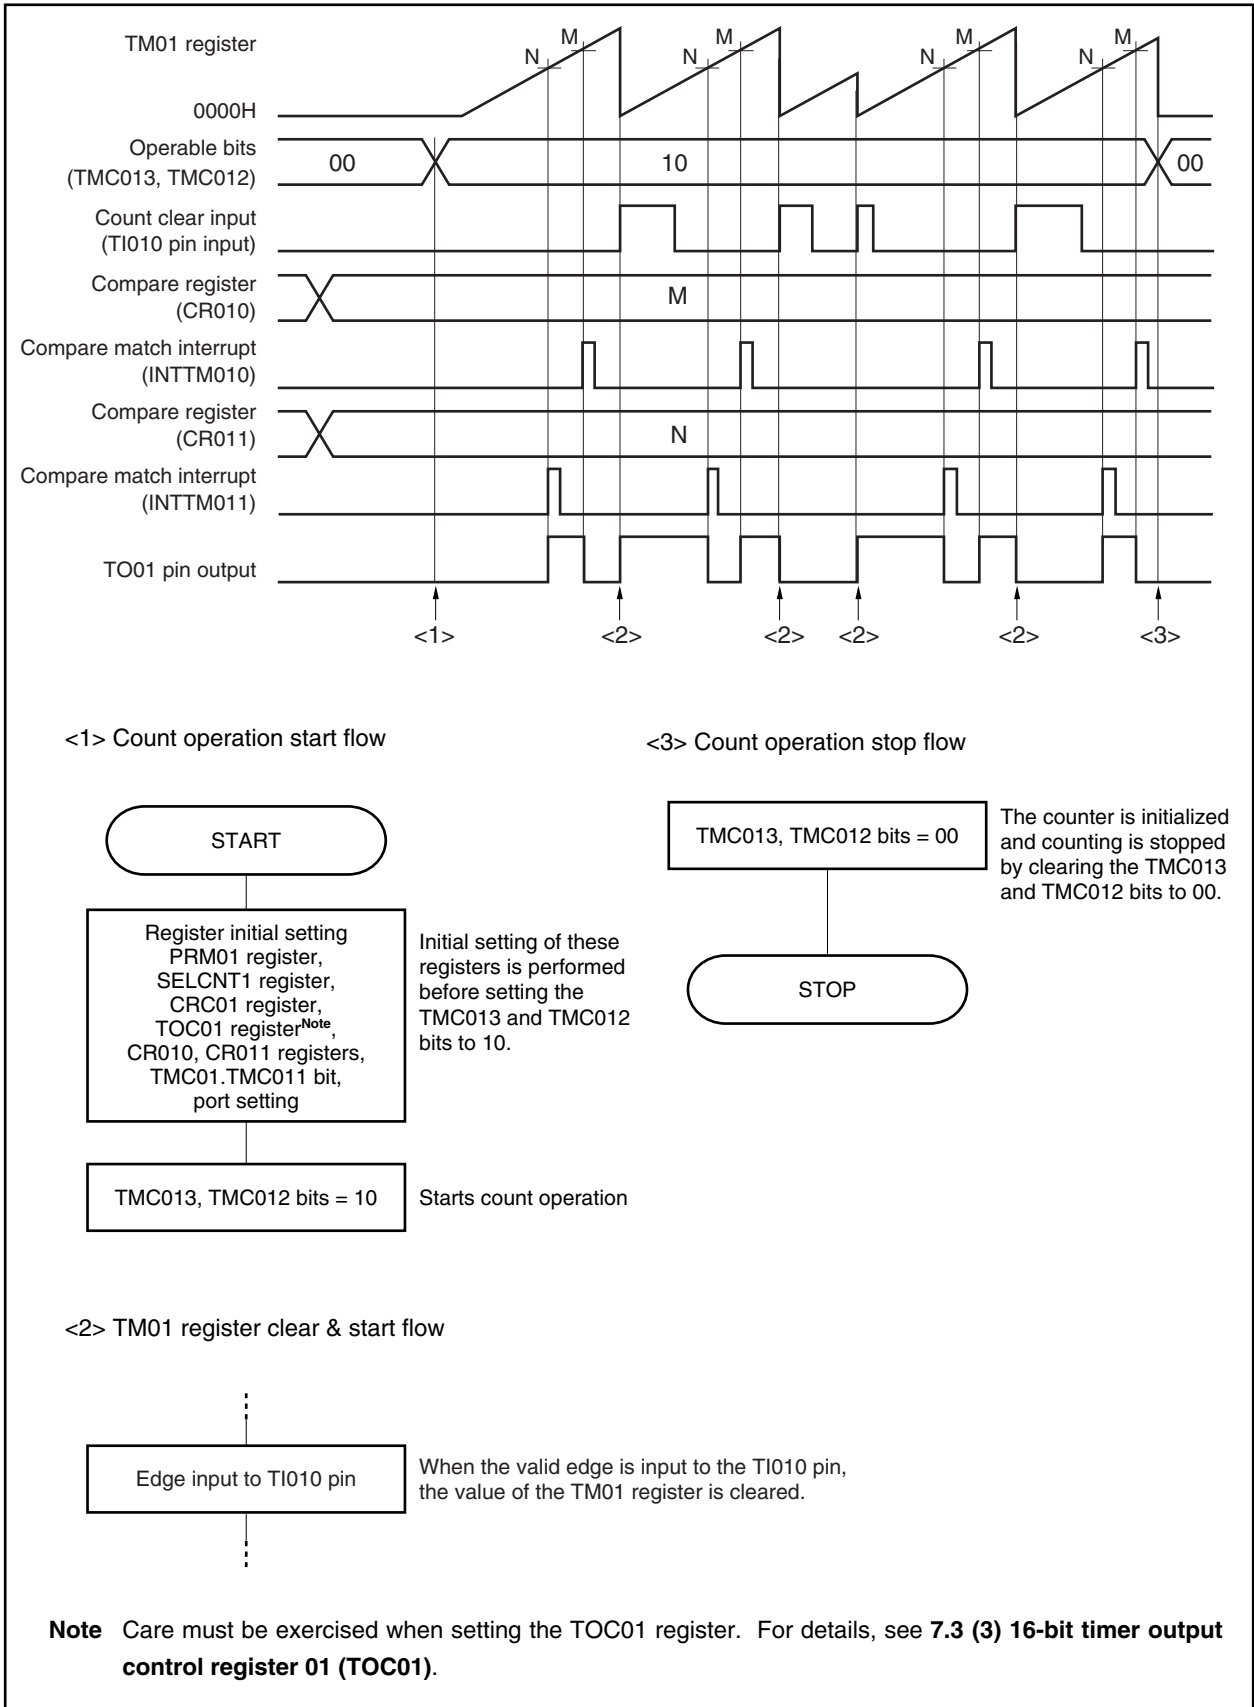 TM01 register
N
M
N
M
N
M
N
M
0000H
Operable bits
(TMC013, TMC012)
00
10
00
Count clear input
(TI010 pin input)
Compare register
(CR010)
M
Compare match interrupt
(INTTM010)
Compare register
(CR011)
N
Compare match interrupt
(INTTM011)
TO01 pin output
<1>
<2>
<2>
<2>
<2>
<3>
<1> Count operation start flow
START
Register initial setting
PRM01 register,
SELCNT1 register,
CRC01 register,
TOC01 registerNote,
CR010, CR011 registers,
TMC01.TMC011 bit,
port setting
Initial setting of these
registers is performed
before setting the
TMC013 and TMC012
bits to 10.
TMC013, TMC012 bits = 10
Starts count operation
<3> Count operation stop flow
TMC013, TMC012 bits = 00
The counter is initialized
and counting is stopped
by clearing the TMC013
and TMC012 bits to 00.
STOP
<2> TM01 register clear & start flow
Edge input to TI010 pin
When the valid edge is input to the TI010 pin,
the value of the TM01 register is cleared.
Note Care must be exercised when setting the TOC01 register. For details, see 7.3 (3) 16-bit timer output
control register 01 (TOC01).